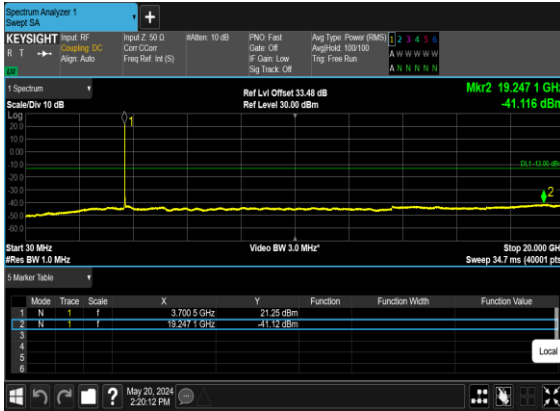 Spectrum Analyzer 1
Swept SA
+
KEYSIGHT Input: RF Input Z: 50 Ω #Atten: 10 dB PNO: Fast Avg Type: Power (RMS) 1 2 3 4 5 6
R T Coupling: DC Corr CCorr Gate: Off Avg|Hold: 100/100 A W W W W W
Align: Auto Freq Ref: Int (S) IF Gain: Low Trig: Free Run
Sig Track: Off A N N N N N
1 Spectrum Ref Lvl Offset 33.48 dB Mkr2 19.247 1 GHz
Scale/Div 10 dB Ref Level 30.00 dBm -41.116 dBm
Log
20.0
10.0
0.00
-10.0
-20.0
-30.0
-40.0
-50.0
-60.0
1
DL1 -13.00 dBm
2
Start 30 MHz Video BW 3.0 MHz* Stop 20.000 GH
#Res BW 1.0 MHz Sweep 34.7 ms (40001 pts
5 Marker Table
Mode Trace Scale X Y Function Function Width Function Value
1 N 1 f 3.700 5 GHz 21.25 dBm
2 N 1 f 19.247 1 GHz -41.12 dBm
3
4
5
6
Local
? May 20, 2024
2:20:12 PM